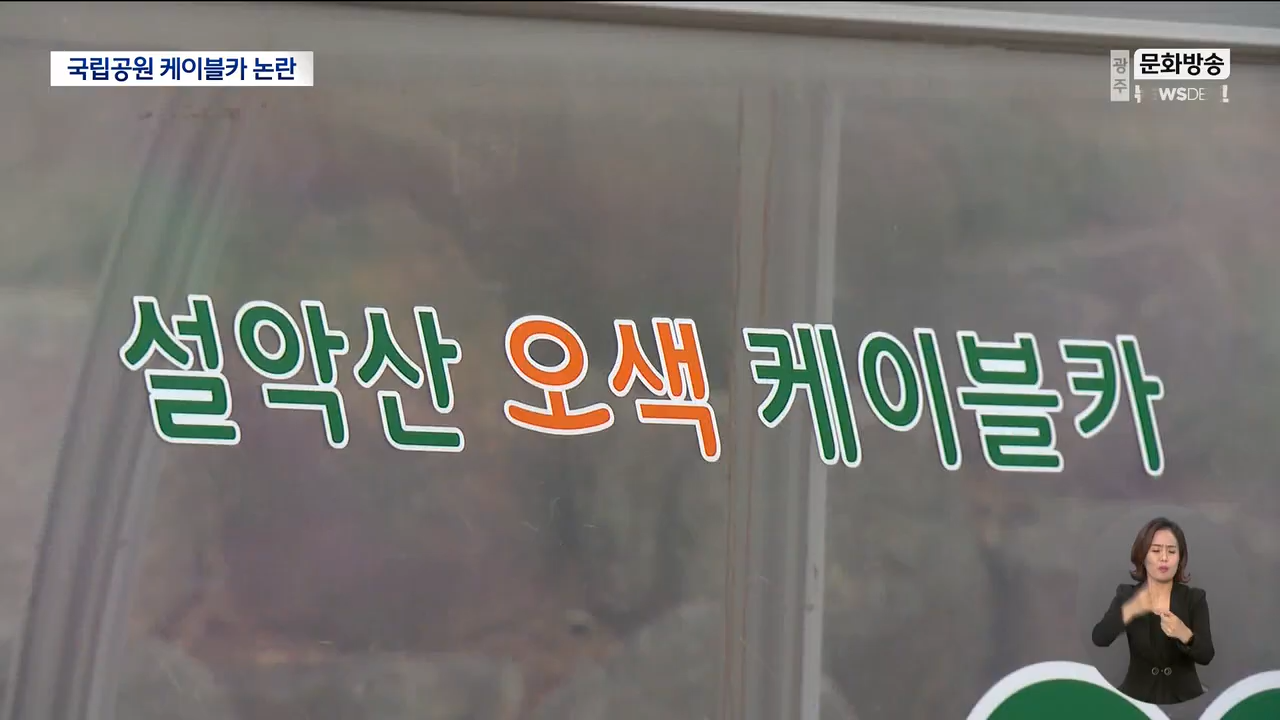 국립공원 케이블카 논란
광주 문화방송
설악산 오색 케이블카